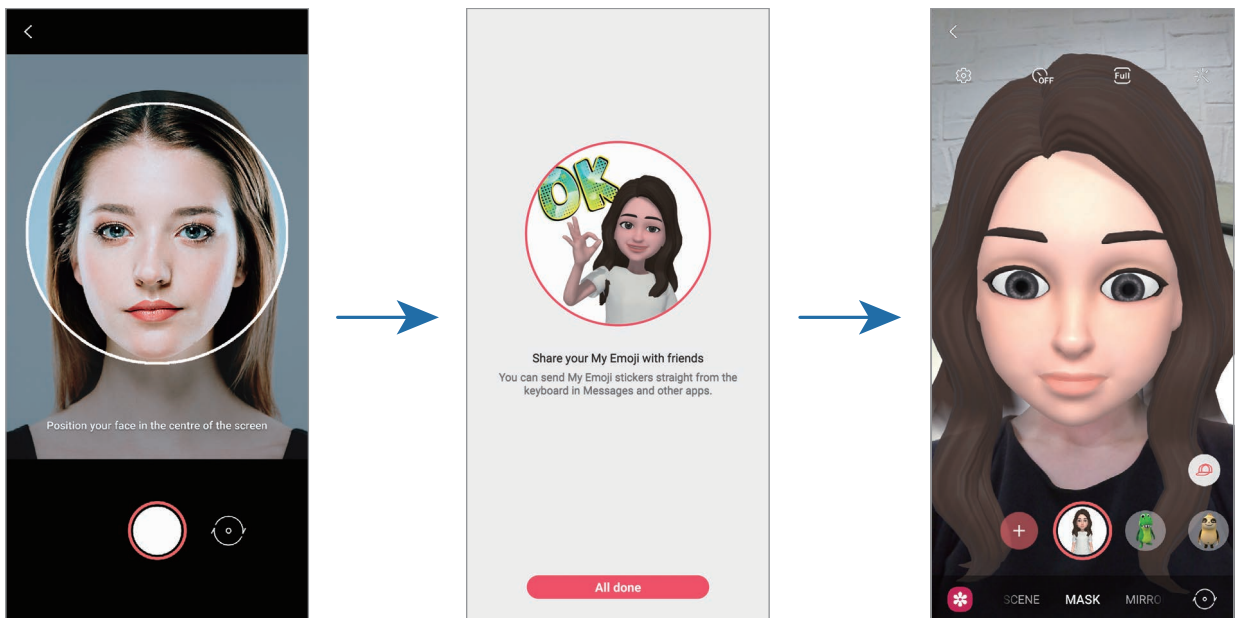 Position your face in the centre of the screen
OK
Share your My Emoji with friends
You can send My Emoji stickers straight from the
keyboard in Messages and other apps.
All done
OFF
Full
SCENE MASK MIRRO